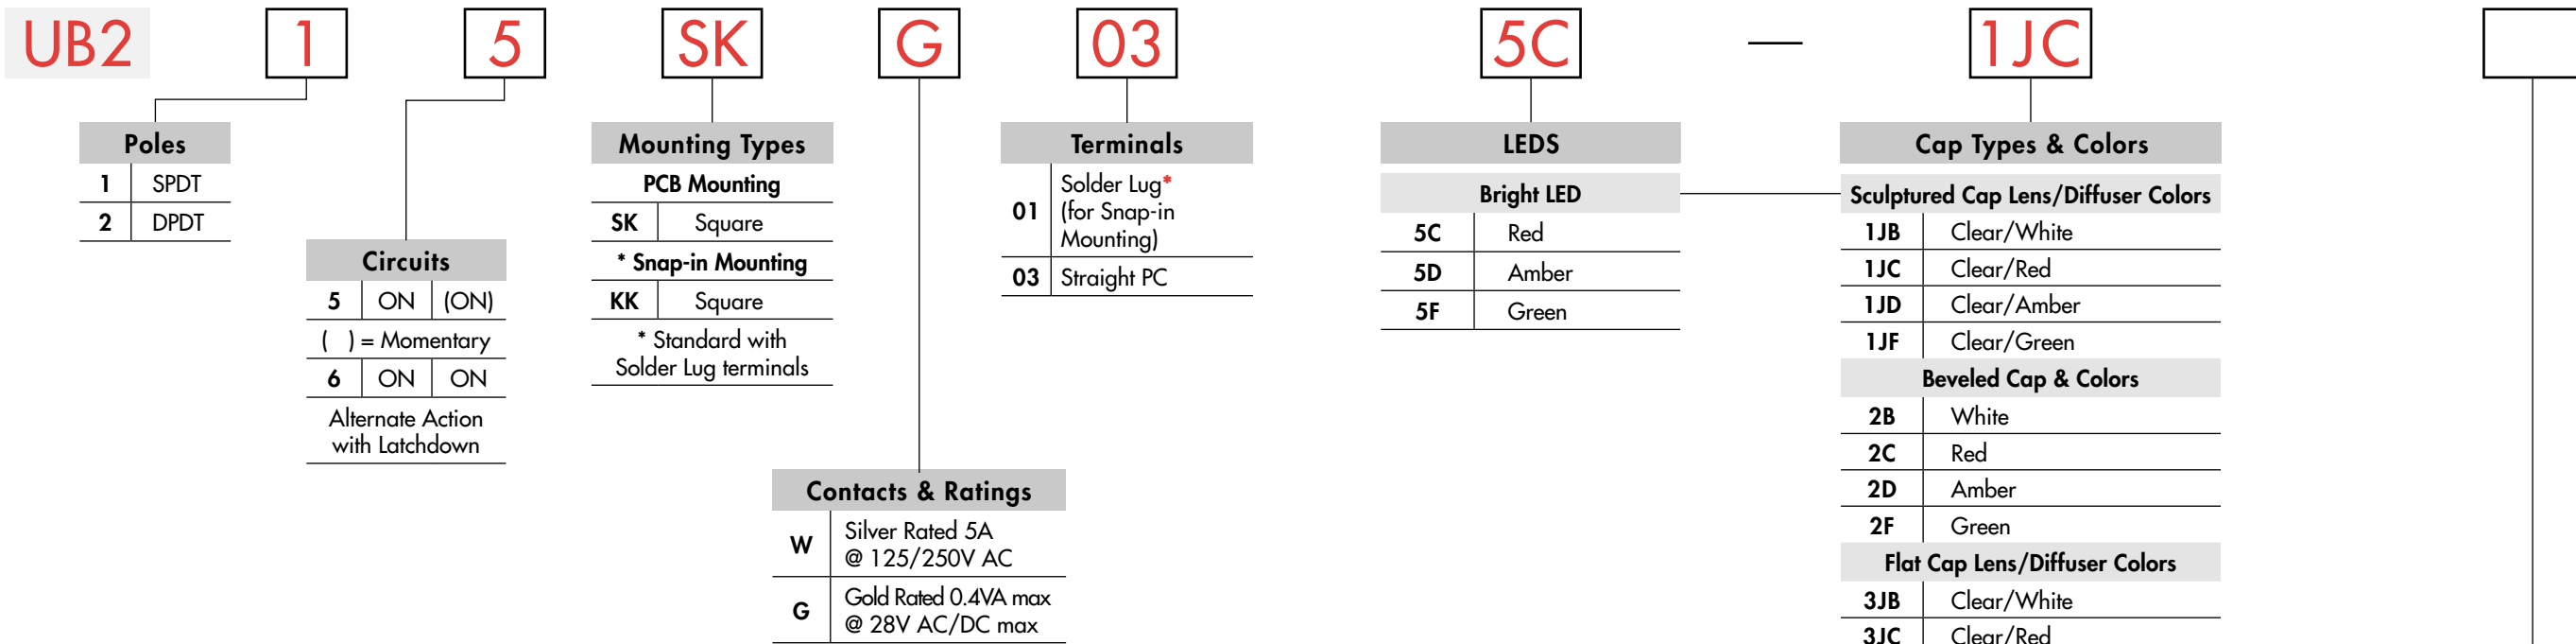 UB2 1 5 SK G 03 5C — 1JC
Poles
1 SPDT
2 DPDT
Circuits
5 ON (ON)
( ) = Momentary
6 ON ON
Alternate Action
with Latchdown
Mounting Types
PCB Mounting
SK Square
* Snap-in Mounting
KK Square
* Standard with
Solder Lug terminals
Contacts & Ratings
W Silver Rated 5A
@ 125/250V AC
G Gold Rated 0.4VA max
@ 28V AC/DC max
Terminals
01 Solder Lug*
(for Snap-in
Mounting)
03 Straight PC
LEDS
Bright LED
5C Red
5D Amber
5F Green
Cap Types & Colors
Sculptured Cap Lens/Diffuser Colors
1JB Clear/White
1JC Clear/Red
1JD Clear/Amber
1JF Clear/Green
Beveled Cap & Colors
2B White
2C Red
2D Amber
2F Green
Flat Cap Lens/Diffuser Colors
3JB Clear/White
3JC Clear/Red